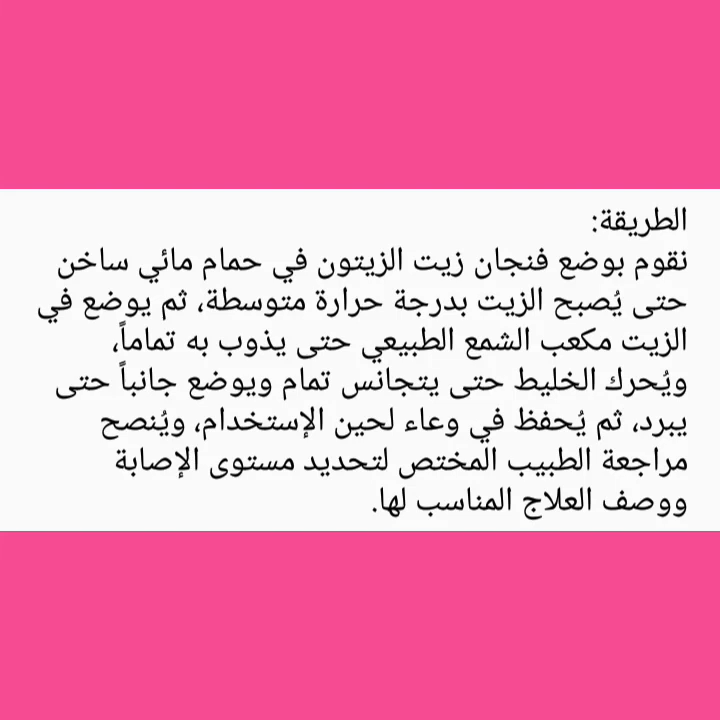 الطريقة:
نقوم بوضع فنجان زيت الزيتون في حمام مائي ساخن
حتى يُصبح الزيت بدرجة حرارة متوسطة، ثم يوضع في
الزيت مكعب الشمع الطبيعي حتى يذوب به تماماً،
ويُحرك الخليط حتى يتجانس تمام ويوضع جانباً حتى
يبرد، ثم يُحفظ في وعاء لحين الإستخدام، ويُنصح
مراجعة الطبيب المختص لتحديد مستوى الإصابة
ووصف العلاج المناسب لها.